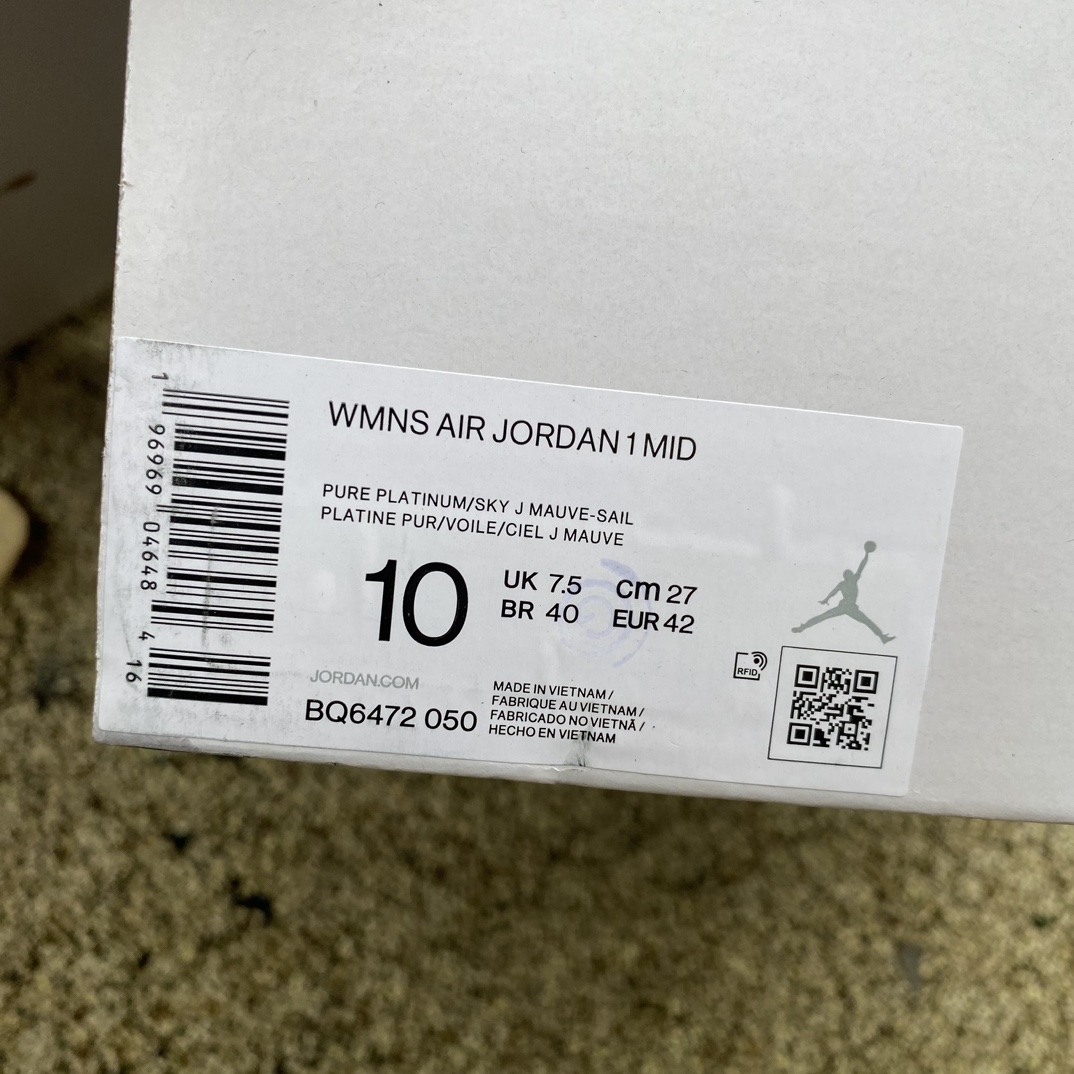 WMNS AIR JORDAN 1 MID
PURE PLATINUM/SKY J MAUVE-SAIL
PLATINE PUR/VOILE/CIEL J MAUVE
10
UK 7.5 cm 27
BR 40 EUR 42
JORDAN.COM
BQ6472 050
MADE IN VIETNAM /
FABRIQUE AU VIETNAM /
FABRICADO NO VIETNÃ /
HECHO EN VIETNAM
RFID
1 96969 04648 4 16